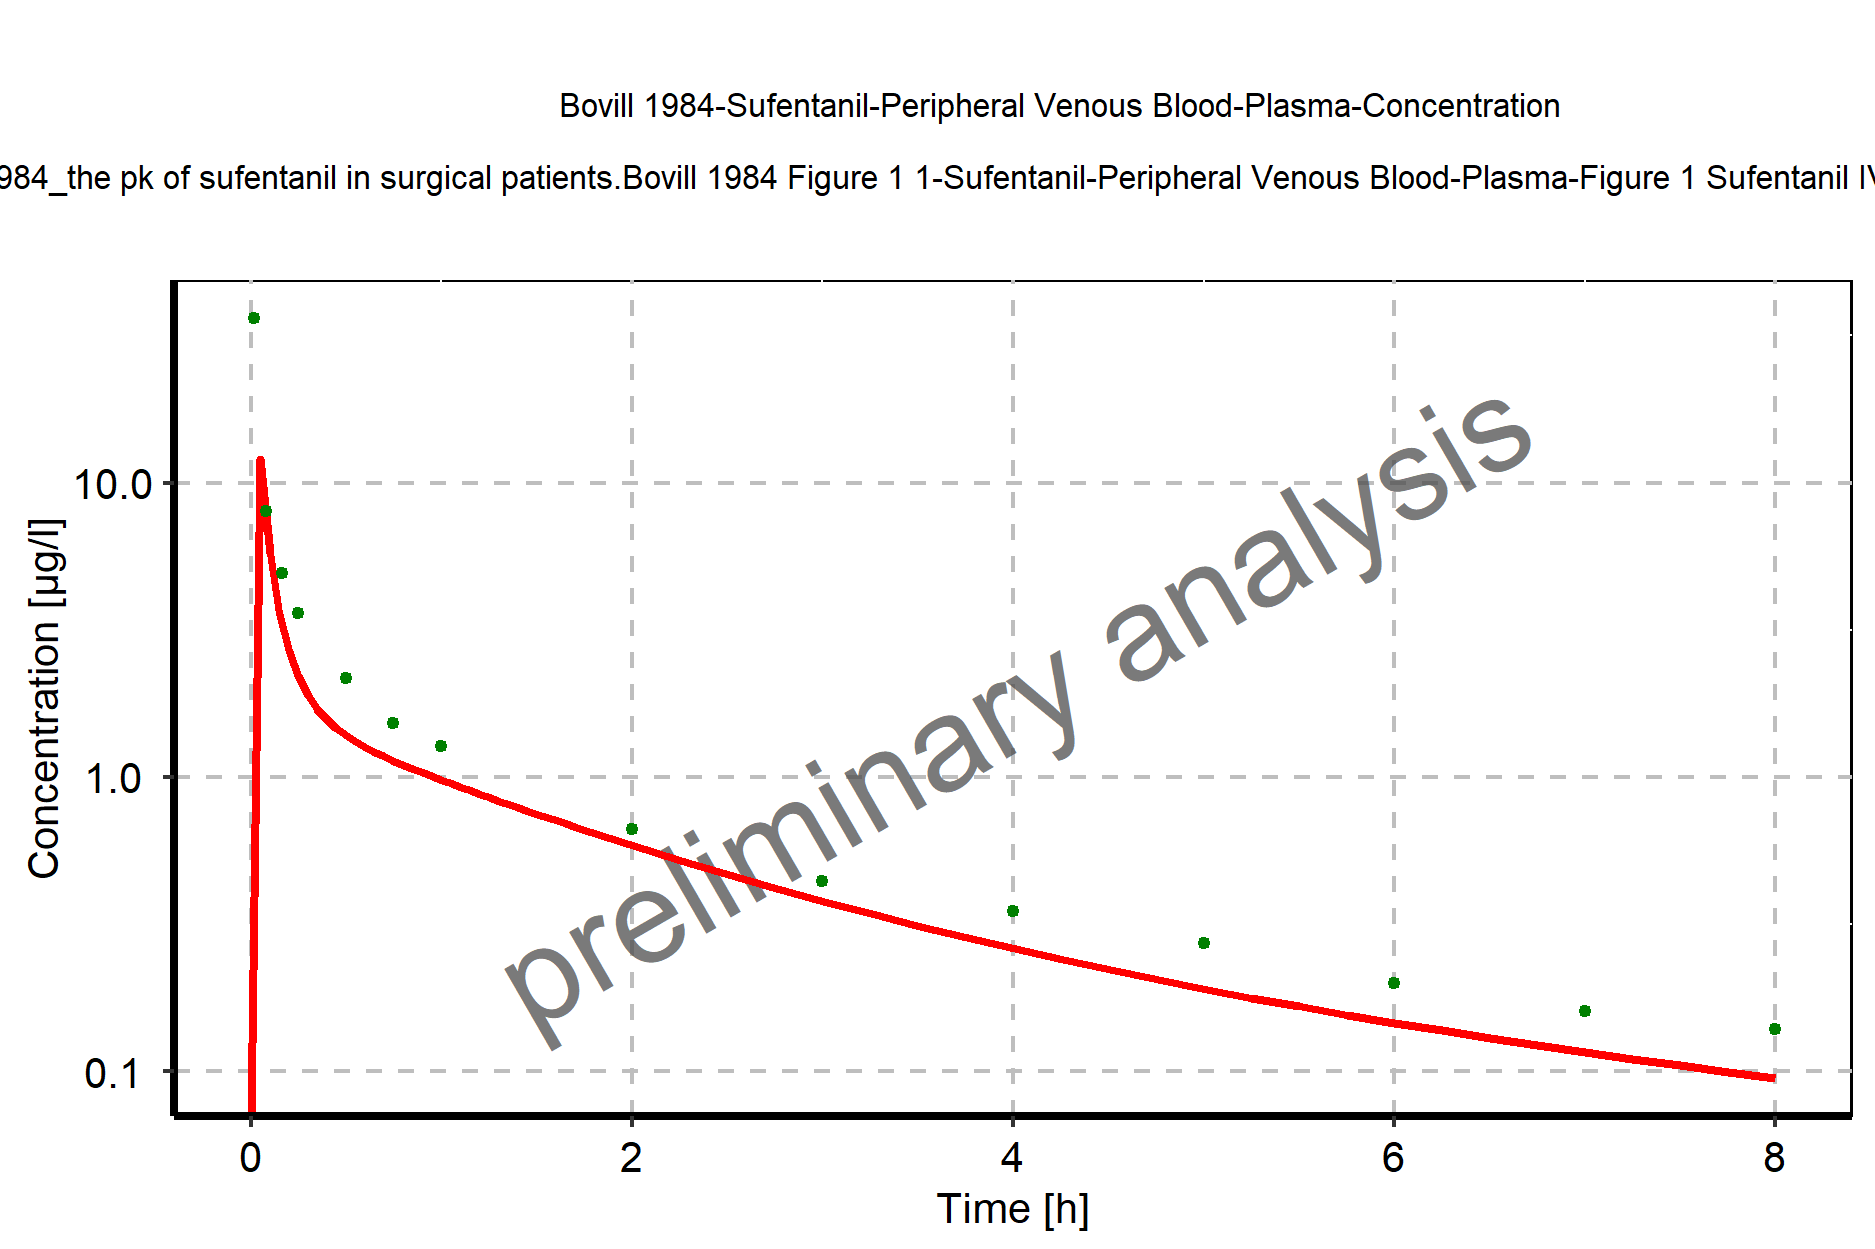 Bovill 1984-Sufentanil-Peripheral Venous Blood-Plasma-Concentration
984_the pk of sufentanil in surgical patients.Bovill 1984 Figure 1 1-Sufentanil-Peripheral Venous Blood-Plasma-Figure 1 Sufentanil IV
Concentration [µg/l]
10.0
1.0
0.1
preliminary analysis
0 2 4 6 8
Time [h]